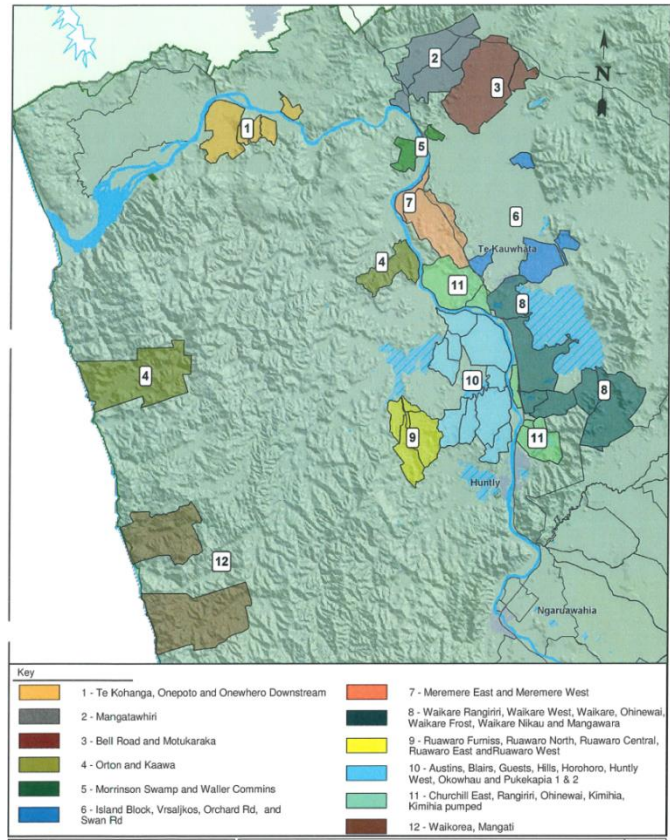 2
3
N
1
5
7
6
Te Kauwhata
4
11
8
4
10
8
9
11
Huntly
12
Ngaruawahia
Key
1 - Te Kohanga, Onepoto and Onewhero Downstream
2 - Mangatawhiri
3 - Bell Road and Motukaraka
4 - Orton and Kaawa
5 - Morrinson Swamp and Waller Commins
6 - Island Block, Vrsaljkos, Orchard Rd, and
Swan Rd
7 - Meremere East and Meremere West
8 - Waikare Rangiriri, Waikare West, Waikare, Ohinewai,
Waikare Frost, Waikare Nikau and Mangawara
9 - Ruawaro Furniss, Ruawaro North, Ruawaro Central,
Ruawaro East andRuawaro West
10 - Austins, Blairs, Guests, Hills, Horohoro, Huntly
West, Okowhau and Pukekapia 1 & 2
11 - Churchill East, Rangiriri, Ohinewai, Kimihia,
Kimihia pumped
12 - Waikorea, Mangati